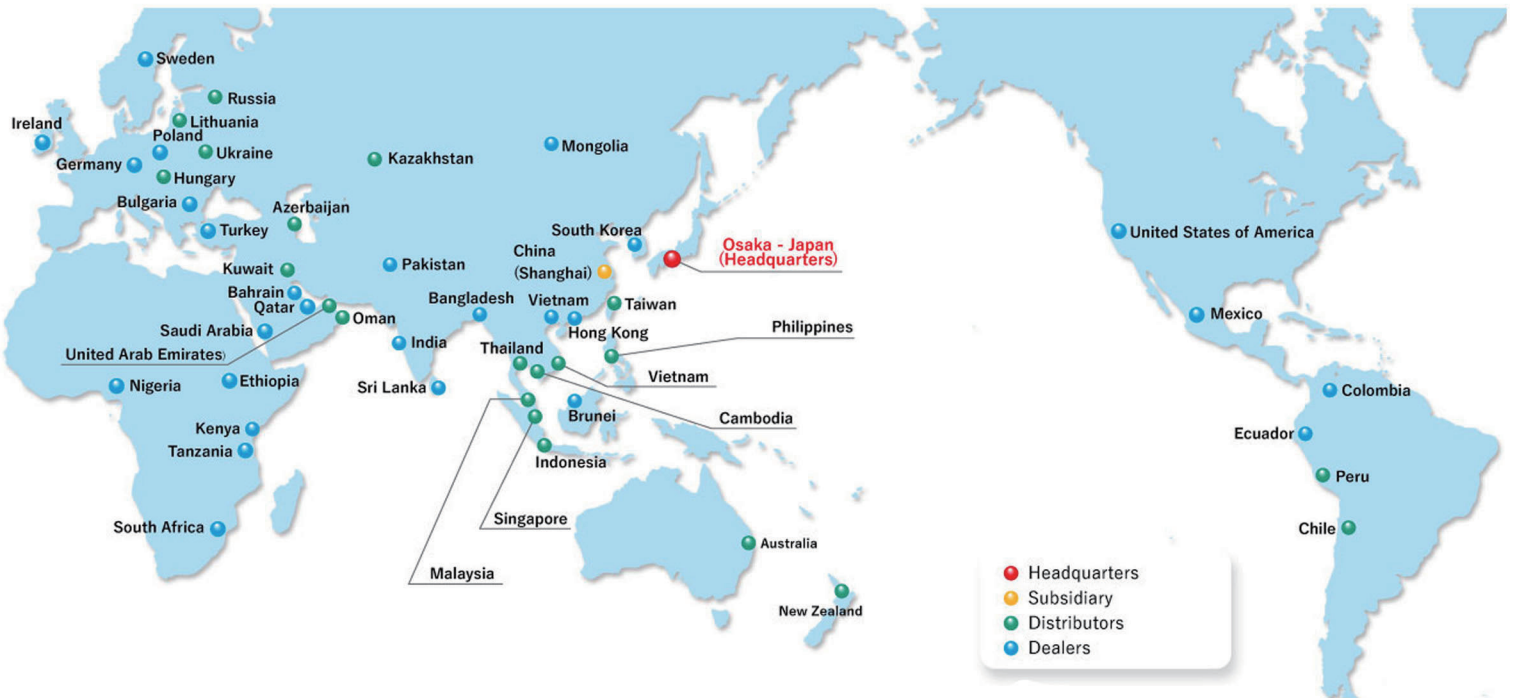 Sweden
Russia
Lithuania
Ireland
Poland
Ukraine
Germany
Hungary
Kazakhstan
Mongolia
Bulgaria
Azerbaijan
Turkey
South Korea
Osaka - Japan
(Headquarters)
China
(Shanghai)
United States of America
Kuwait
Pakistan
Bahrain
Qatar
Bangladesh
Vietnam
Taiwan
Oman
Mexico
Saudi Arabia
India
Hong Kong
Philippines
United Arab Emirates)
Thailand
Nigeria
Ethiopia
Sri Lanka
Vietnam
Colombia
Brunei
Cambodia
Kenya
Ecuador
Tanzania
Indonesia
Peru
South Africa
Singapore
Chile
Australia
Malaysia
New Zealand
Headquarters
Subsidiary
Distributors
Dealers